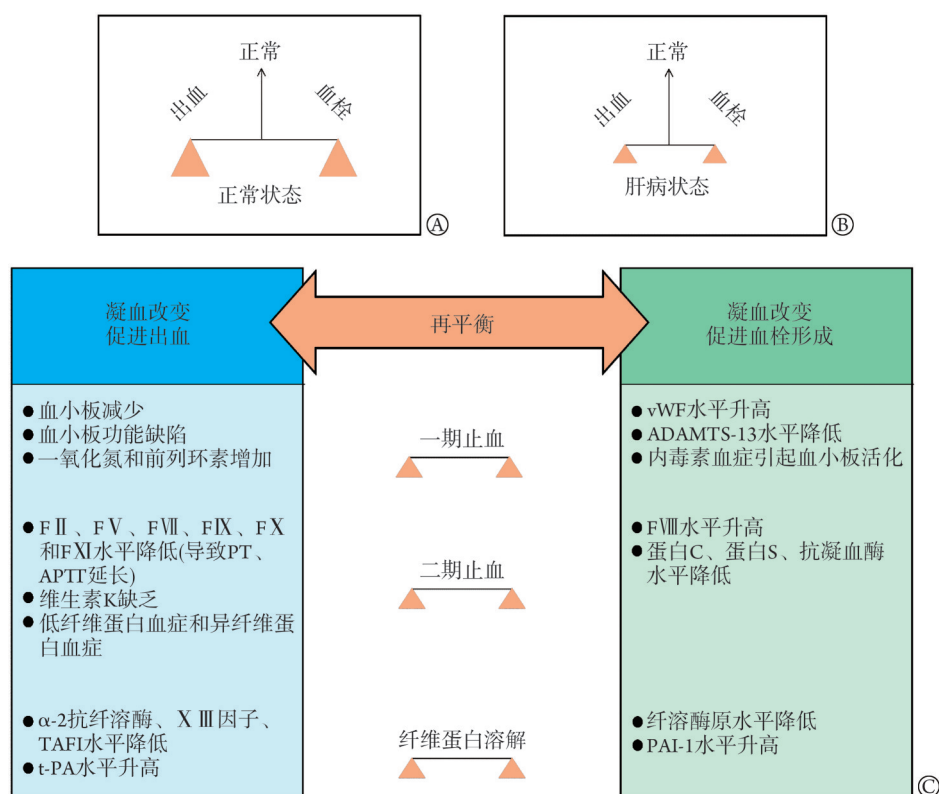 正常
出血
血栓
正常状态
Ⓐ
正常
出血
血栓
肝病状态
Ⓑ
凝血改变
促进出血
再平衡
凝血改变
促进血栓形成
●血小板减少
●血小板功能缺陷
●一氧化氮和前列环素增加
一期止血
●vWF水平升高
●ADAMTS-13水平降低
●内毒素血症引起血小板活化
●FⅡ、FⅤ、FⅦ、FⅨ、FⅩ
和FⅪ水平降低(导致PT、
APTT延长)
●维生素K缺乏
●低纤维蛋白血症和异纤维蛋
白血症
二期止血
●FⅧ水平升高
●蛋白C、蛋白S、抗凝血酶
水平降低
●α-2抗纤溶酶、ⅩⅢ因子、
TAFI水平降低
●t-PA水平升高
纤维蛋白溶解
●纤溶酶原水平降低
●PAI-1水平升高
Ⓒ